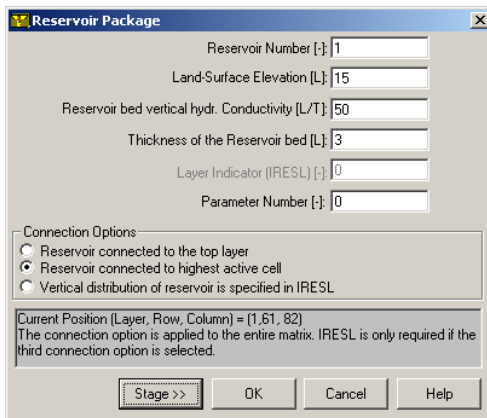 Reservoir Package
Reservoir Number [-]: 1
Land-Surface Elevation [L]: 15
Reservoir bed vertical hydr. Conductivity [L/T]: 50
Thickness of the Reservoir bed [L]: 3
Layer Indicator (IRESL) [-]: 0
Parameter Number [-]: 0
Connection Options
Reservoir connected to the top layer
Reservoir connected to highest active cell
Vertical distribution of reservoir is specified in IRESL
Current Position (Layer, Row, Column) = (1,61, 82)
The connection option is applied to the entire matrix. IRESL is only required if the
third connection option is selected.
Stage >> OK Cancel Help